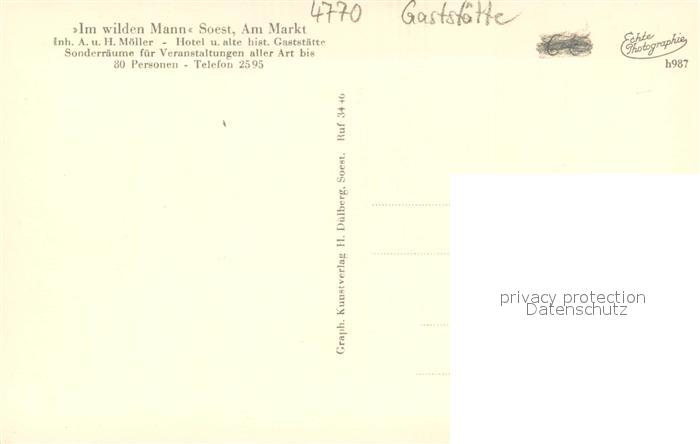 4770 Gaststätte
»Im wilden Mann« Soest, Am Markt
Inh. A. u. H. Möller - Hotel u. alte hist. Gaststätte
Sonderräume für Veranstaltungen aller Art bis
80 Personen - Telefon 2595
Echte
Photographie
h987
Graph. Kunstverlag H. Dülberg, Soest. Ruf 3446
privacy protection
Datenschutz